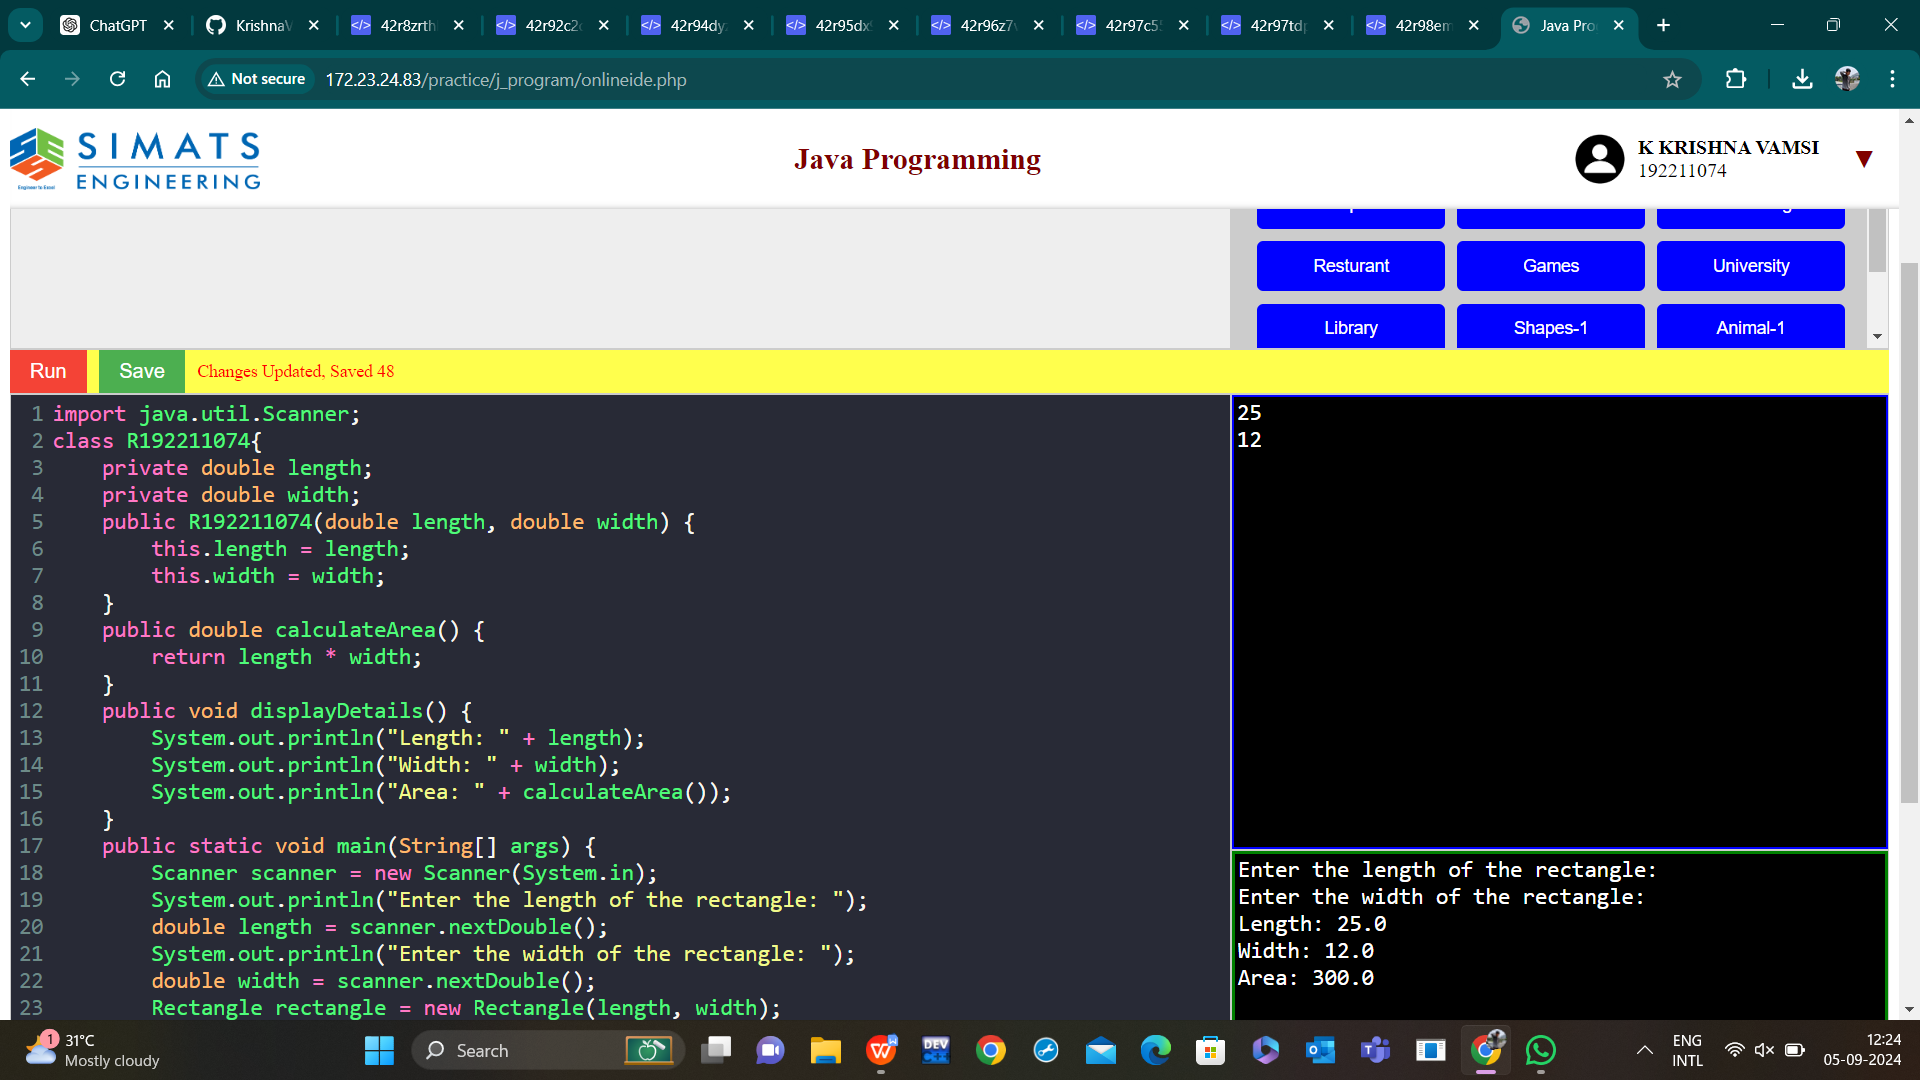 ChatGPT
KrishnaV
42r8zrth
42r92c2c
42r94dy
42r95dx
42r96z7
42r97c5
42r97tdp
42r98em
Java Pro
Not secure
172.23.24.83/practice/j_program/onlineide.php
SIMATS
ENGINEERING
Engineer to Excel
Java Programming
K KRISHNA VAMSI
192211074
Resturant
Games
University
Library
Shapes-1
Animal-1
Run
Save
Changes Updated, Saved 48
1 import java.util.Scanner;
2 class R192211074{
3 private double length;
4 private double width;
5 public R192211074(double length, double width) {
6 this.length = length;
7 this.width = width;
8 }
9 public double calculateArea() {
10 return length * width;
11 }
12 public void displayDetails() {
13 System.out.println("Length: " + length);
14 System.out.println("Width: " + width);
15 System.out.println("Area: " + calculateArea());
16 }
17 public static void main(String[] args) {
18 Scanner scanner = new Scanner(System.in);
19 System.out.println("Enter the length of the rectangle: ");
20 double length = scanner.nextDouble();
21 System.out.println("Enter the width of the rectangle: ");
22 double width = scanner.nextDouble();
23 Rectangle rectangle = new Rectangle(length, width);
25
12
Enter the length of the rectangle:
Enter the width of the rectangle:
Length: 25.0
Width: 12.0
Area: 300.0
1
31°C
Mostly cloudy
Search
DEV
C++
ENG
INTL
12:24
05-09-2024